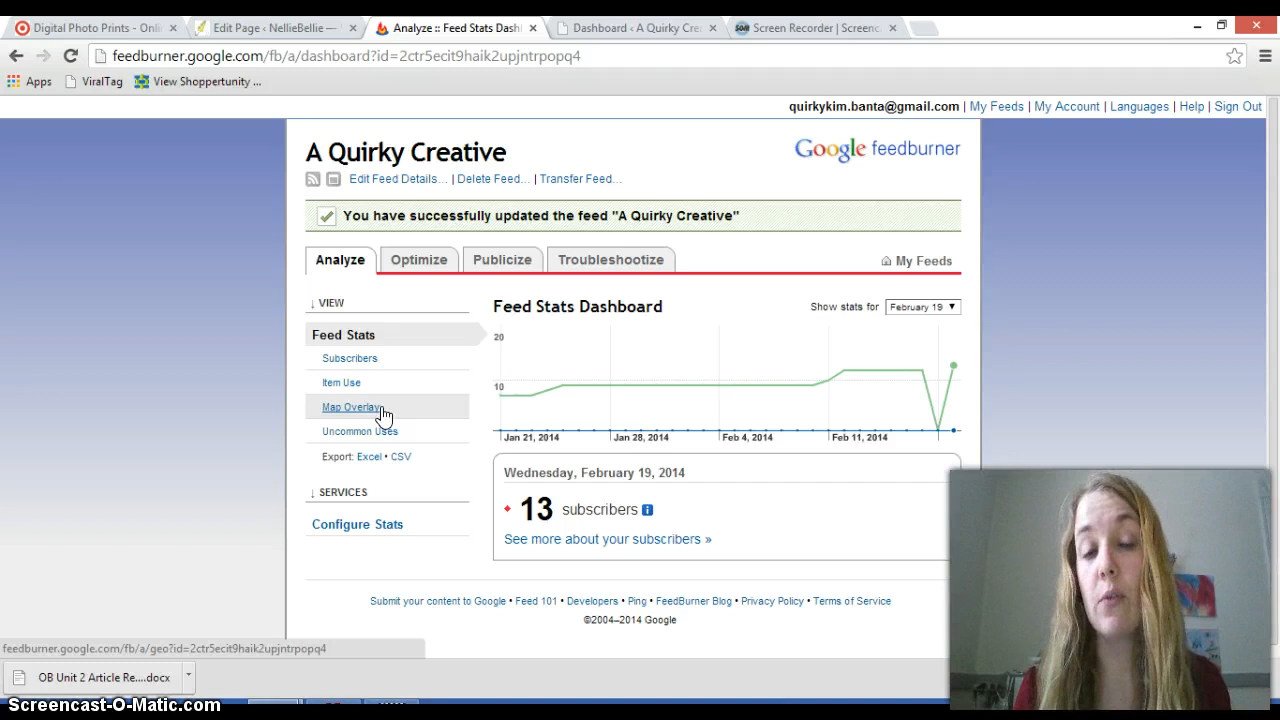 Digital Photo Prints - Onli
Edit Page ‹ NellieBellie —
Analyze :: Feed Stats Dash
Dashboard ‹ A Quirky Cre
Screen Recorder | Screenc
feedburner.google.com/fb/a/dashboard?id=2ctr5ecit9haik2upjntrpopq4
Apps ViralTag View Shoppertunity ...
quirkykim.banta@gmail.com | My Feeds | My Account | Languages | Help | Sign Out
A Quirky Creative
Google feedburner
Edit Feed Details... | Delete Feed... | Transfer Feed...
You have successfully updated the feed "A Quirky Creative"
Analyze Optimize Publicize Troubleshootize My Feeds
↓ VIEW
Feed Stats
Subscribers
Item Use
Map Overlay
Uncommon Uses
Export: Excel • CSV
↓ SERVICES
Configure Stats
Feed Stats Dashboard
Show stats for February 19 ▼
20
10
Jan 21, 2014 Jan 28, 2014 Feb 4, 2014 Feb 11, 2014
Wednesday, February 19, 2014
13 subscribers i
See more about your subscribers »
Submit your content to Google • Feed 101 • Developers • Ping • FeedBurner Blog • Privacy Policy • Terms of Service
©2004–2014 Google
feedburner.google.com/fb/a/geo?id=2ctr5ecit9haik2upjntrpopq4
OB Unit 2 Article Re....docx
Screencast-O-Matic.com